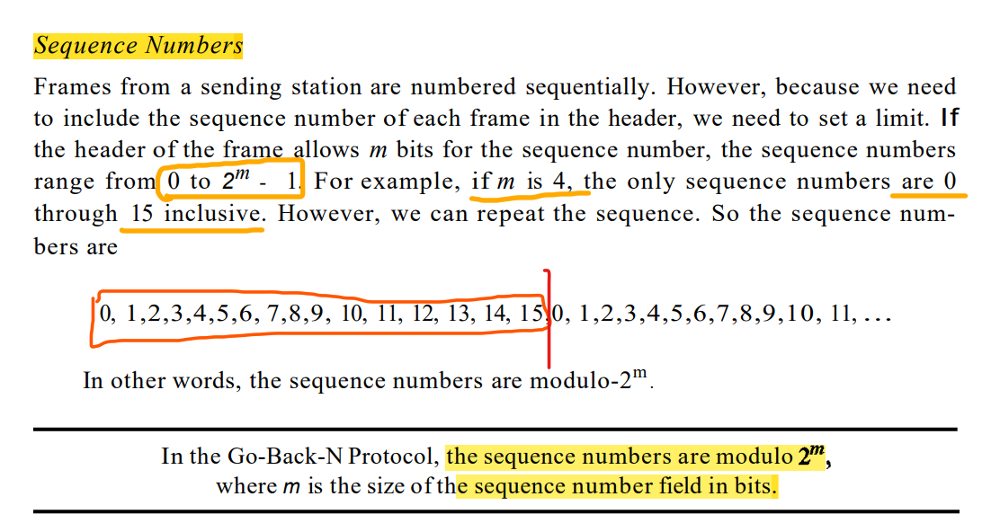 Sequence Numbers
Frames from a sending station are numbered sequentially. However, because we need
to include the sequence number of each frame in the header, we need to set a limit. If
the header of the frame allows m bits for the sequence number, the sequence numbers
range from 0 to 2^m - 1. For example, if m is 4, the only sequence numbers are 0
through 15 inclusive. However, we can repeat the sequence. So the sequence num-
bers are
0, 1,2,3,4,5,6, 7,8,9, 10, 11, 12, 13, 14, 15,0, 1,2,3,4,5,6,7,8,9,10, 11, ...
In other words, the sequence numbers are modulo-2^m.
In the Go-Back-N Protocol, the sequence numbers are modulo 2^m,
where m is the size of the sequence number field in bits.